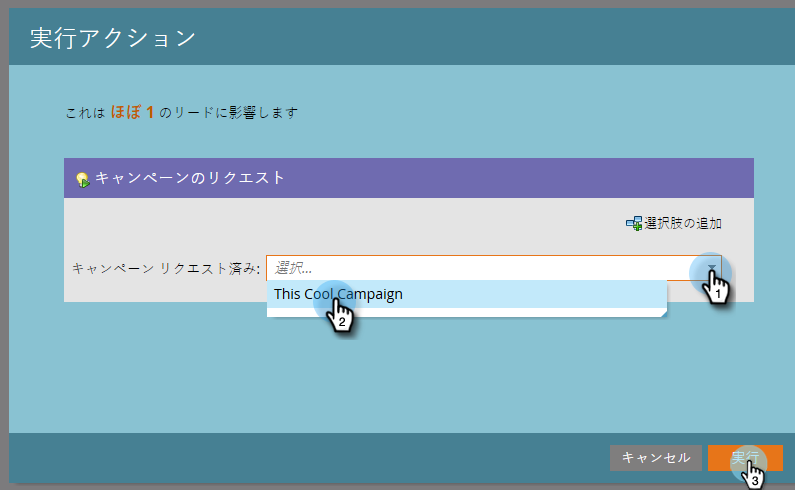 実行アクション
これは ほぼ 1 のリードに影響します
キャンペーンのリクエスト
選択肢の追加
キャンペーン リクエスト済み: 選択...
1
This Cool Campaign
2
キャンセル 実行
3